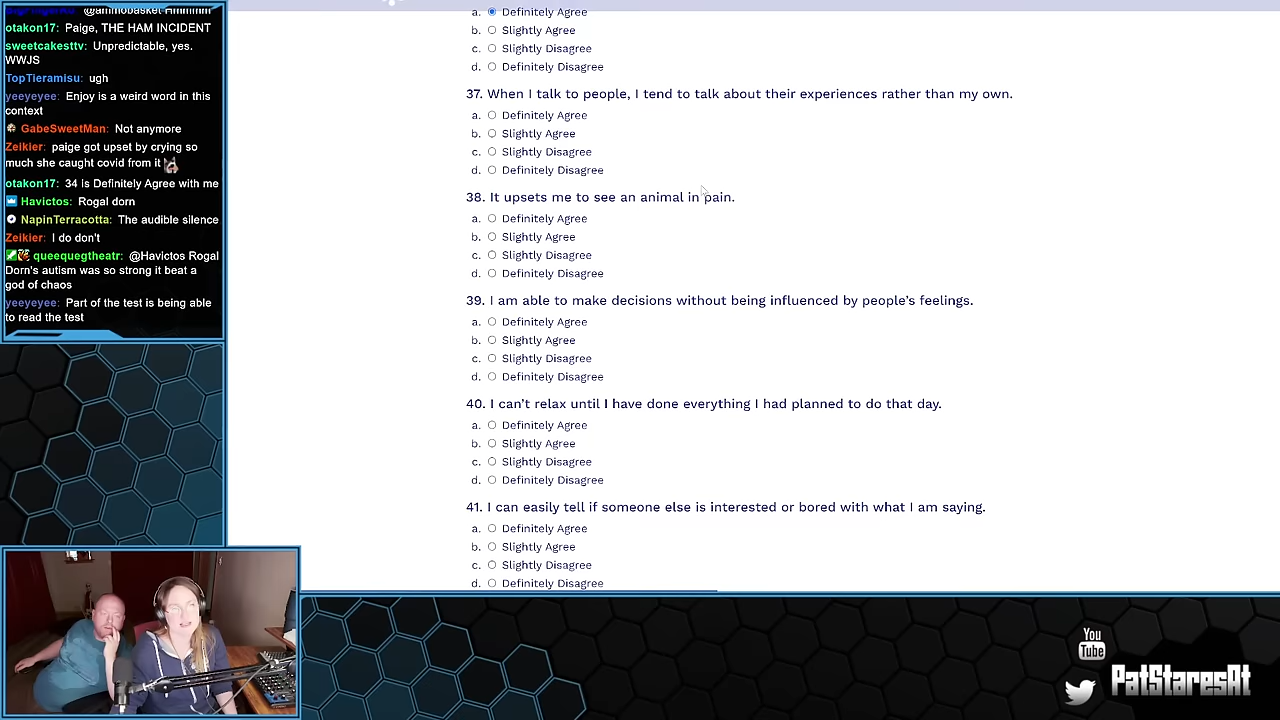 otakon17: Paige, THE HAM INCIDENT
sweetcakesttv: Unpredictable, yes.
WWJS
TopTieramisu: ugh
yeeyeyee: Enjoy is a weird word in this
context
GabeSweetMan: Not anymore
Zeikier: paige got upset by crying so
much she caught covid from it
otakon17: 34 Is Definitely Agree with me
Havictos: Rogal dorn
NapinTerracotta: The audible silence
Zeikier: I do don't
queequegtheatr: @Havictos Rogal
Dorn's autism was so strong it beat a
god of chaos
yeeyeyee: Part of the test is being able
to read the test
a. Definitely Agree
b. Slightly Agree
c. Slightly Disagree
d. Definitely Disagree
37. When I talk to people, I tend to talk about their experiences rather than my own.
a. Definitely Agree
b. Slightly Agree
c. Slightly Disagree
d. Definitely Disagree
38. It upsets me to see an animal in pain.
a. Definitely Agree
b. Slightly Agree
c. Slightly Disagree
d. Definitely Disagree
39. I am able to make decisions without being influenced by people’s feelings.
a. Definitely Agree
b. Slightly Agree
c. Slightly Disagree
d. Definitely Disagree
40. I can’t relax until I have done everything I had planned to do that day.
a. Definitely Agree
b. Slightly Agree
c. Slightly Disagree
d. Definitely Disagree
41. I can easily tell if someone else is interested or bored with what I am saying.
a. Definitely Agree
b. Slightly Agree
c. Slightly Disagree
d. Definitely Disagree
You
Tube
PatStaresAt